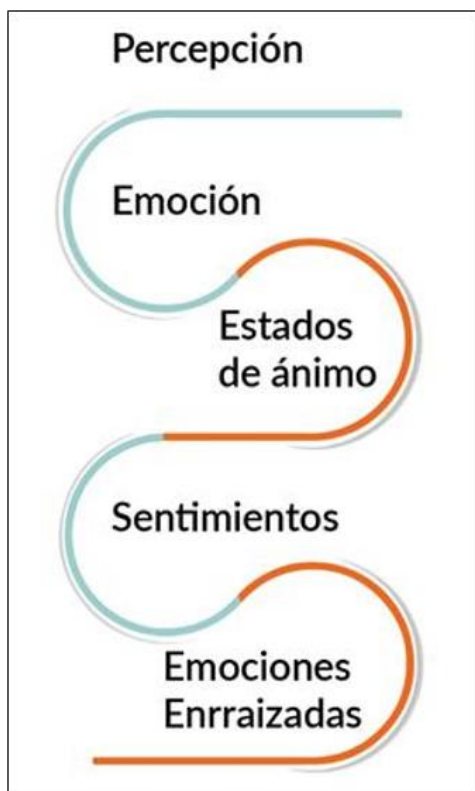 Percepción
Emoción
Estados
de ánimo
Sentimientos
Emociones
Enrraizadas